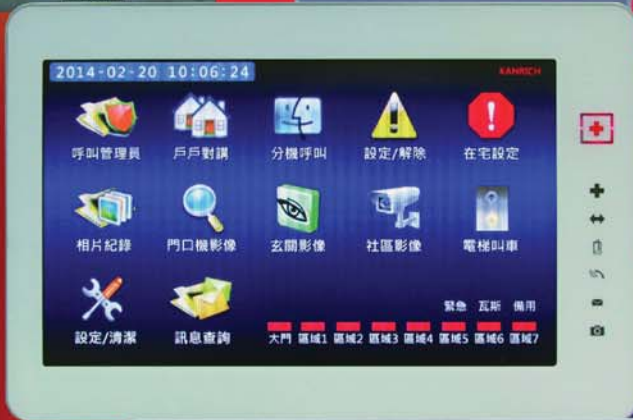 2014-02-20 10:06:24
KANRICH
呼叫管理員 戶戶對講 分機呼叫 設定/解除 在宅設定
相片紀錄 門口機影像 玄關影像 社區影像 電梯叫車
設定/清潔 訊息查詢
緊急 瓦斯 備用
大門 區域1 區域2 區域3 區域4 區域5 區域6 區域7